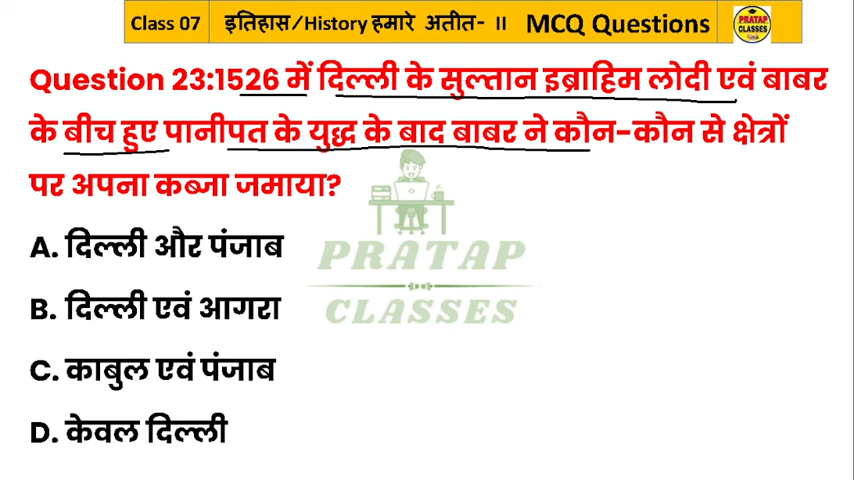 Class 07
इतिहास/History हमारे अतीत- II
MCQ Questions
PRATAP
CLASSES
Question 23:1526 में दिल्ली के सुल्तान इब्राहिम लोदी एवं बाबर
के बीच हुए पानीपत के युद्ध के बाद बाबर ने कौन-कौन से क्षेत्रों
पर अपना कब्जा जमाया?
A. दिल्ली और पंजाब
B. दिल्ली एवं आगरा
C. काबुल एवं पंजाब
D. केवल दिल्ली
PRATAP
CLASSES